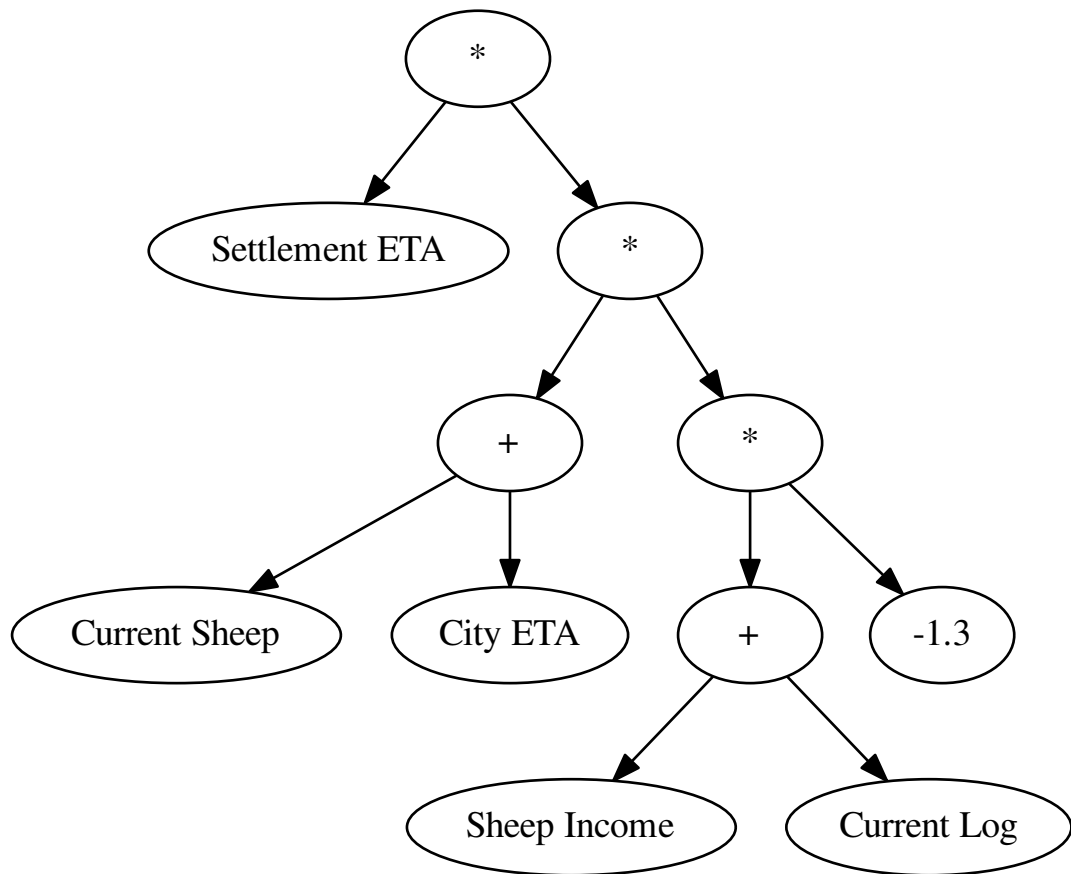 *
Settlement ETA
*
+
*
Current Sheep
City ETA
+
-1.3
Sheep Income
Current Log